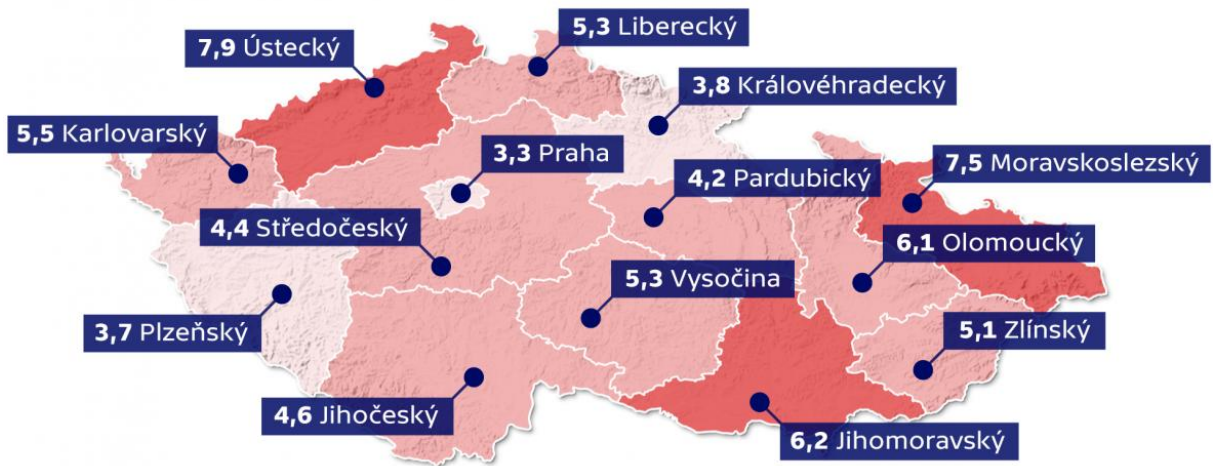 5,3 Liberecký
7,9 Ústecký
3,8 Královéhradecký
5,5 Karlovarský
3,3 Praha
7,5 Moravskoslezský
4,2 Pardubický
4,4 Středočeský
6,1 Olomoucký
5,3 Vysočina
3,7 Plzeňský
5,1 Zlínský
4,6 Jihočeský
6,2 Jihomoravský